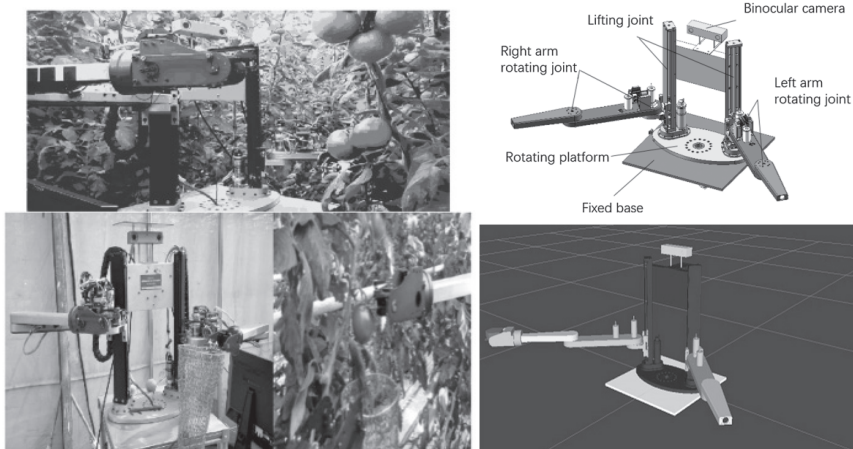 Binocular camera
Lifting joint
Right arm
rotating joint
Left arm
rotating joint
Rotating platform
Fixed base